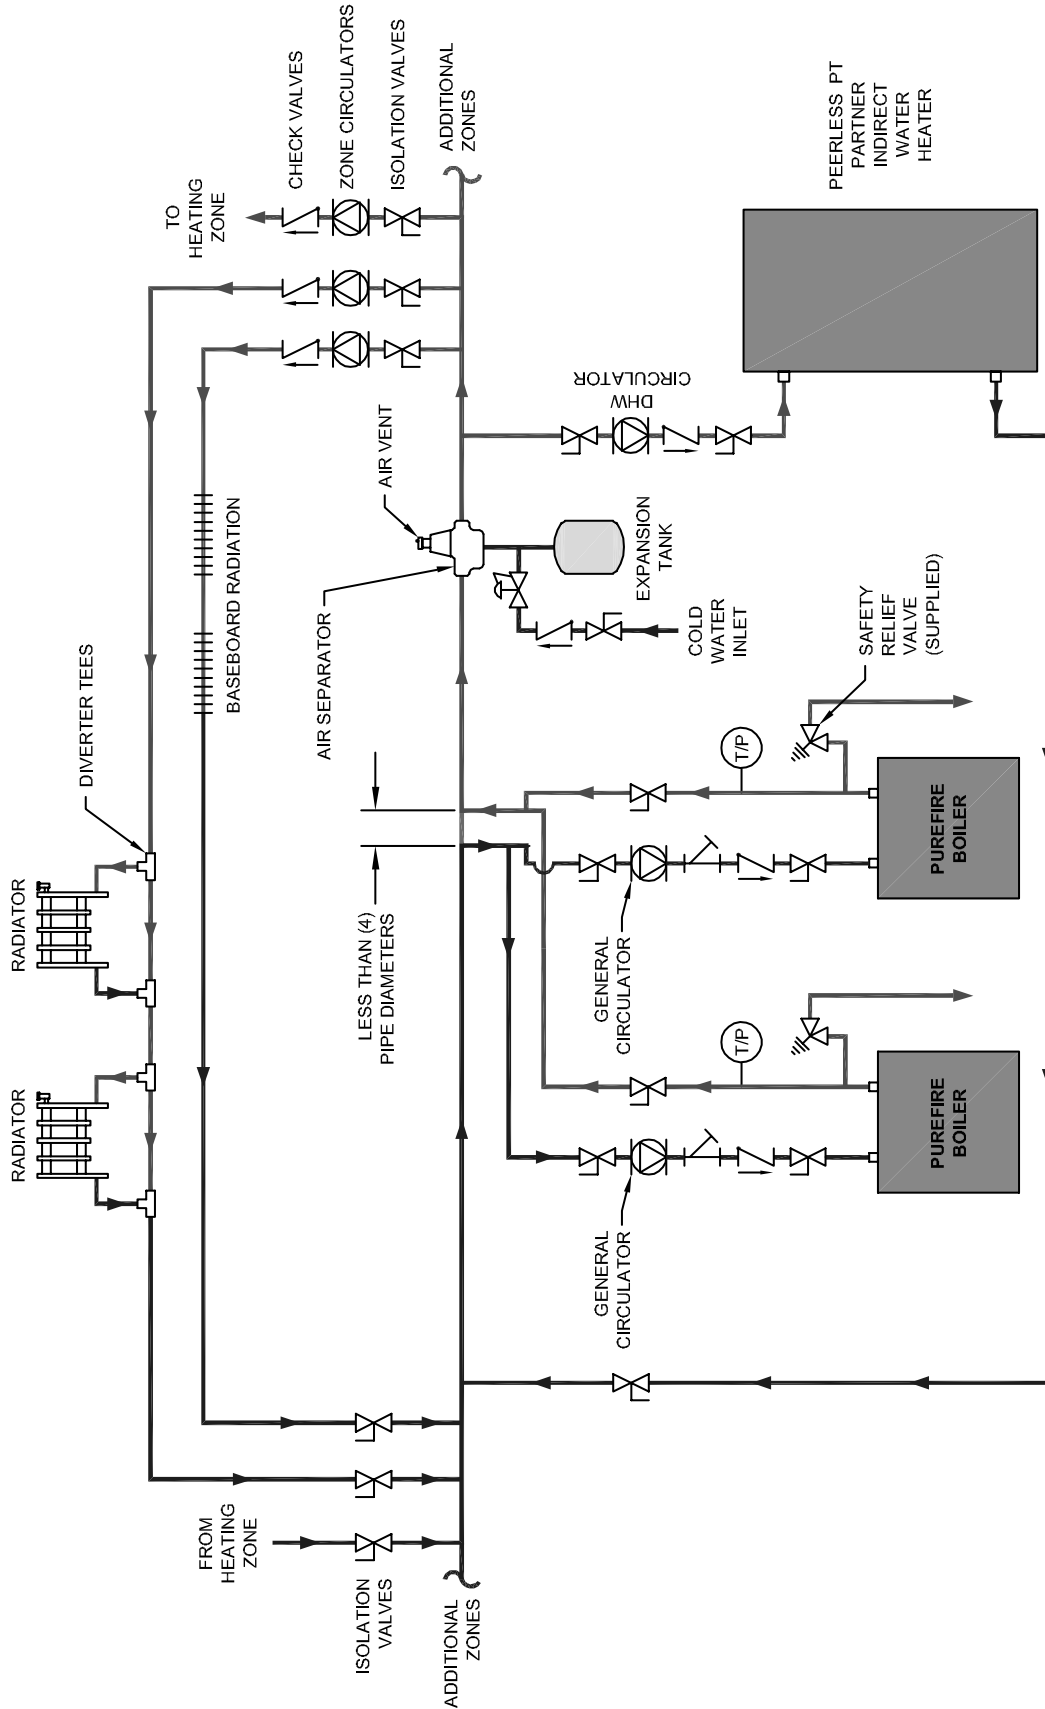 RADIATOR
RADIATOR
DIVERTER TEES
BASEBOARD RADIATION
TO
HEATING
ZONE
CHECK VALVES
ZONE CIRCULATORS
ISOLATION VALVES
ADDITIONAL
ZONES
FROM
HEATING
ZONE
ISOLATION
VALVES
ADDITIONAL
ZONES
LESS THAN (4)
PIPE DIAMETERS
AIR SEPARATOR
AIR VENT
DHW
CIRCULATOR
EXPANSION
TANK
COLD
WATER
INLET
GENERAL
CIRCULATOR
GENERAL
CIRCULATOR
T/P
T/P
SAFETY
RELIEF
VALVE
(SUPPLIED)
PEERLESS PT
PARTNER
INDIRECT
WATER
HEATER
PUREFIRE
BOILER
PUREFIRE
BOILER